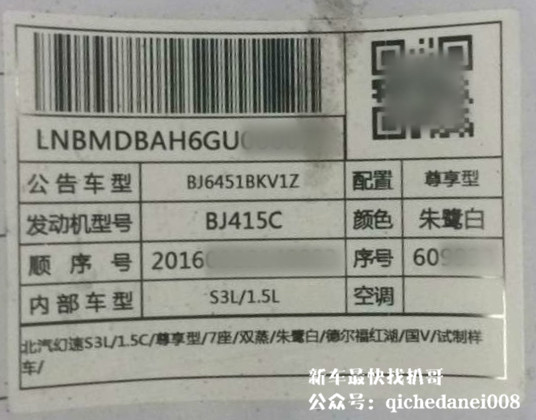 LNBMDBAH6GU
公告车型 BJ6451BKV1Z 配置 尊享型
发动机型号 BJ415C 颜色 朱鹭白
顺序号 2016 序号 609
内部车型 S3L/1.5L 空调
北汽幻速S3L/1.5C/尊享型/7座/双蒸/朱鹭白/德尔福红湖/国V/试制样
车/
新车最快找扒哥
公众号：qichedanei008